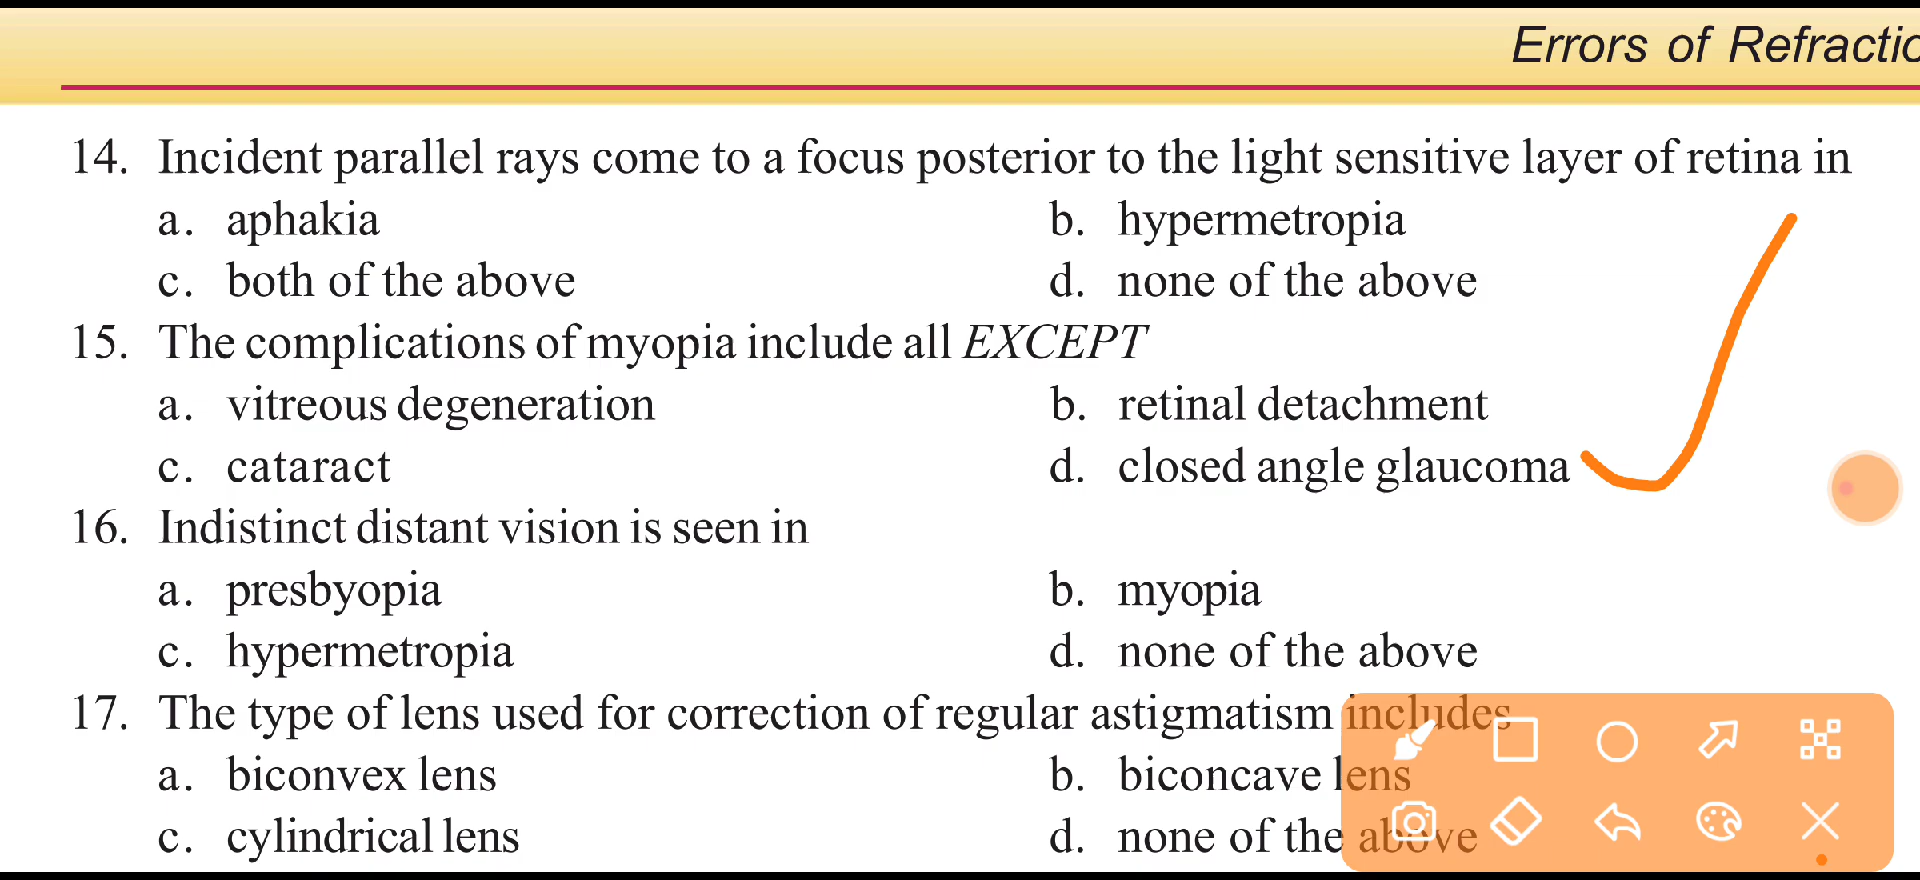 Errors of Refractio
14. Incident parallel rays come to a focus posterior to the light sensitive layer of retina in
a. aphakia b. hypermetropia
c. both of the above d. none of the above
15. The complications of myopia include all EXCEPT
a. vitreous degeneration b. retinal detachment
c. cataract d. closed angle glaucoma
16. Indistinct distant vision is seen in
a. presbyopia b. myopia
c. hypermetropia d. none of the above
17. The type of lens used for correction of regular astigmatism includes
a. biconvex lens b. biconcave lens
c. cylindrical lens d. none of the above